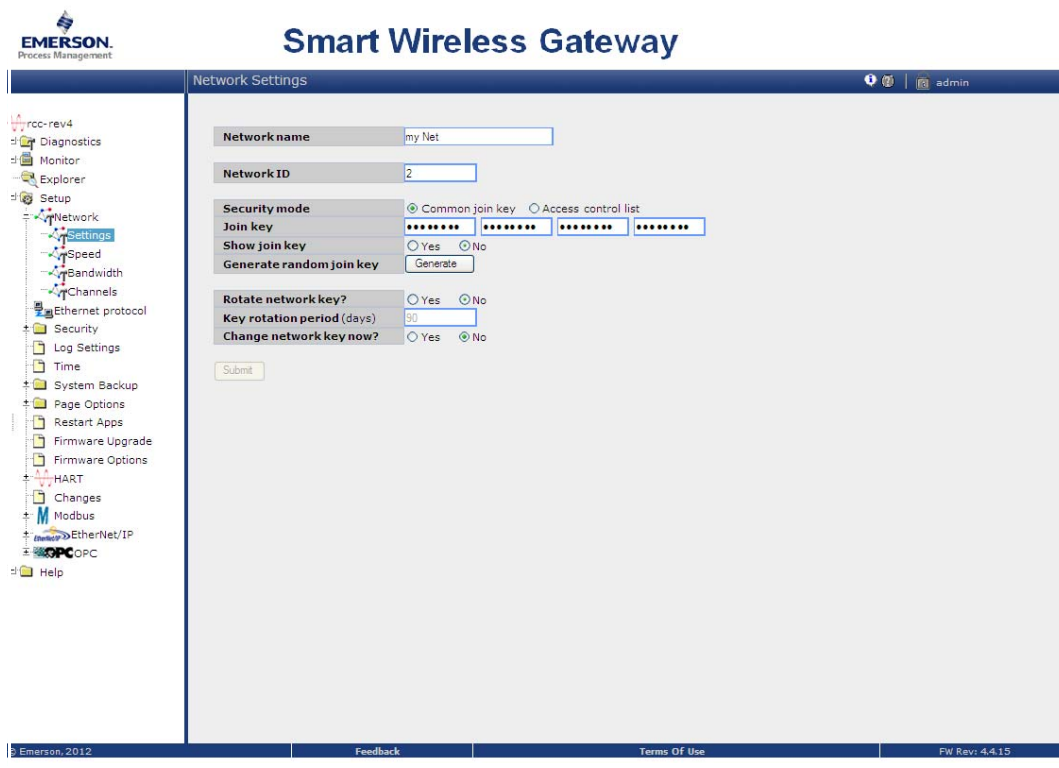 EMERSON.
Process Management
Smart Wireless Gateway
Network Settings
admin
rcc-rev4
Diagnostics
Monitor
Explorer
Setup
Network
Settings
Speed
Bandwidth
Channels
Ethernet protocol
Security
Log Settings
Time
System Backup
Page Options
Restart Apps
Firmware Upgrade
Firmware Options
HART
Changes
Modbus
EtherNet/IP EtherNet/IP
OPC OPC
Help
Network name my Net
Network ID 2
Security mode Common join key Access control list
Join key •••••••• •••••••• •••••••• ••••••••
Show join key Yes No
Generate random join key Generate
Rotate network key? Yes No
Key rotation period (days) 90
Change network key now? Yes No
Submit
© Emerson, 2012 Feedback Terms Of Use FW Rev: 4.4.15